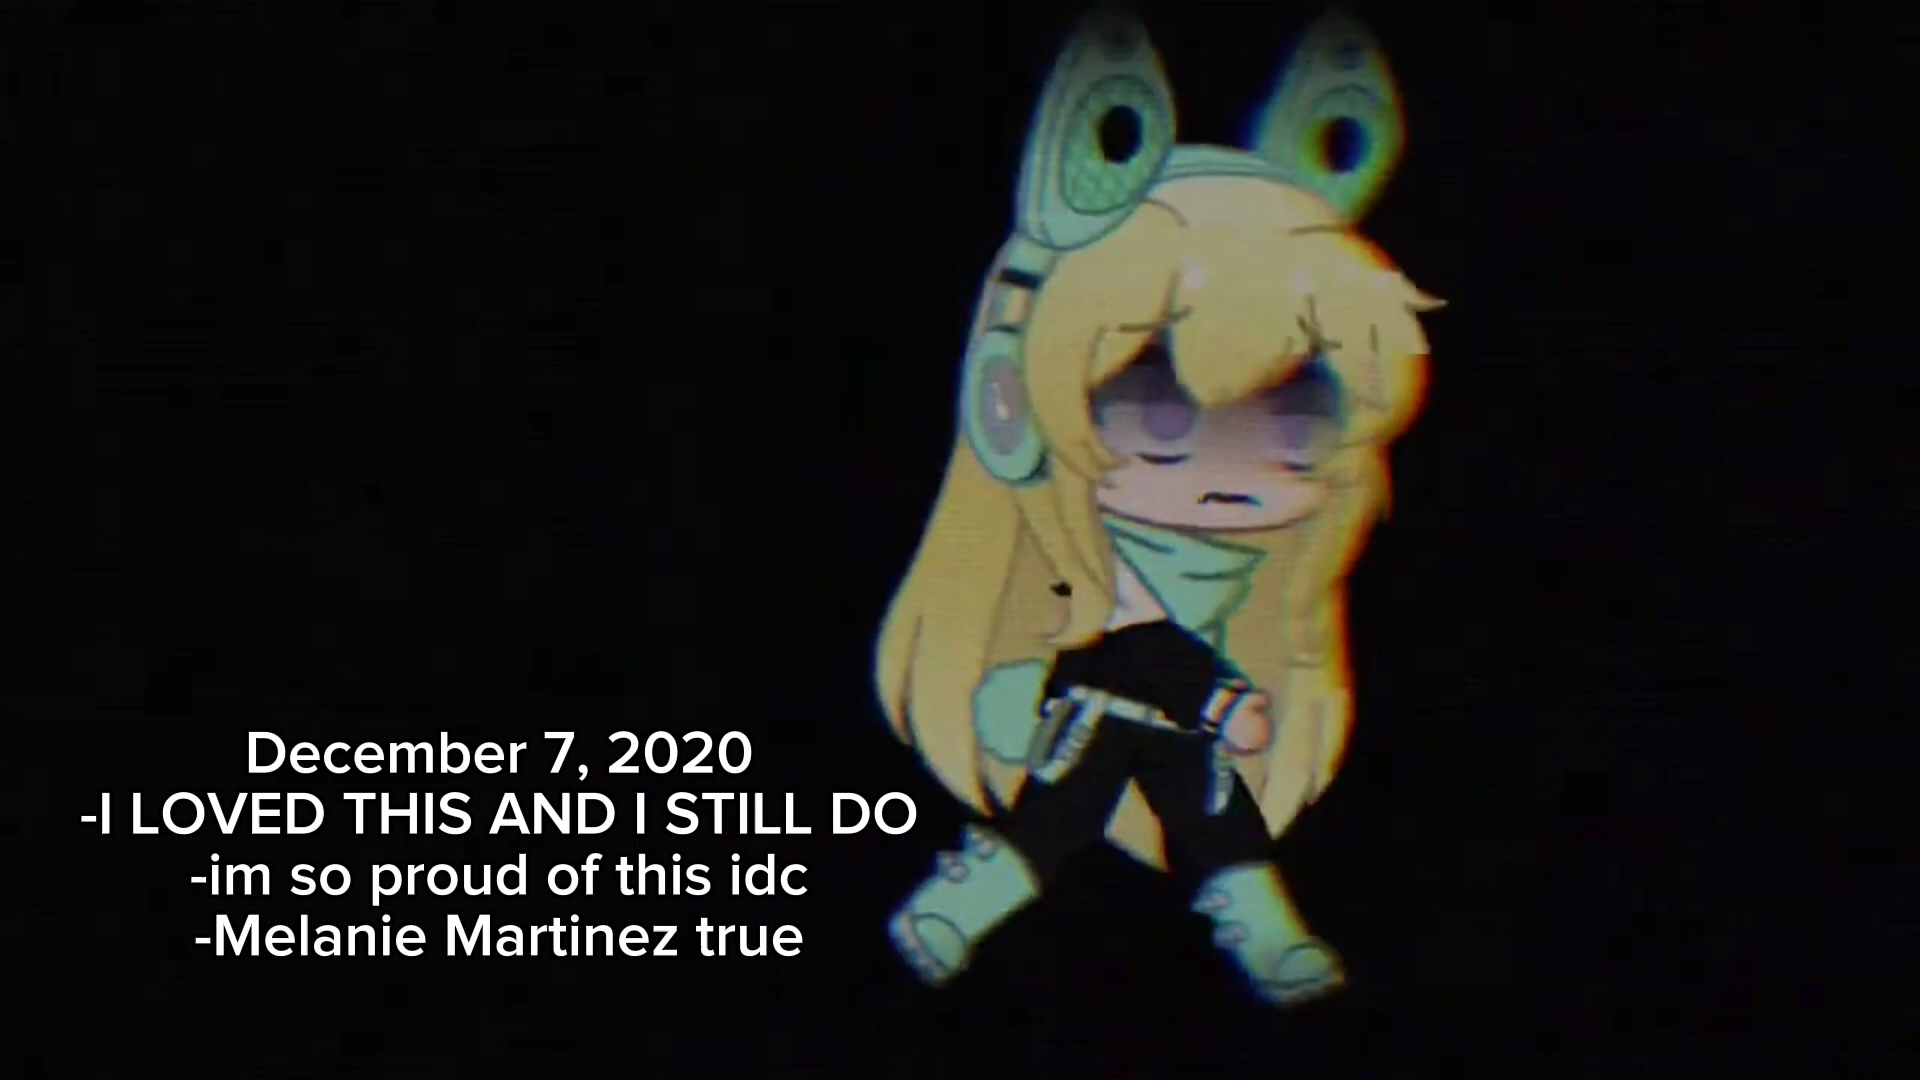 December 7, 2020
-I LOVED THIS AND I STILL DO
-im so proud of this idc
-Melanie Martinez true